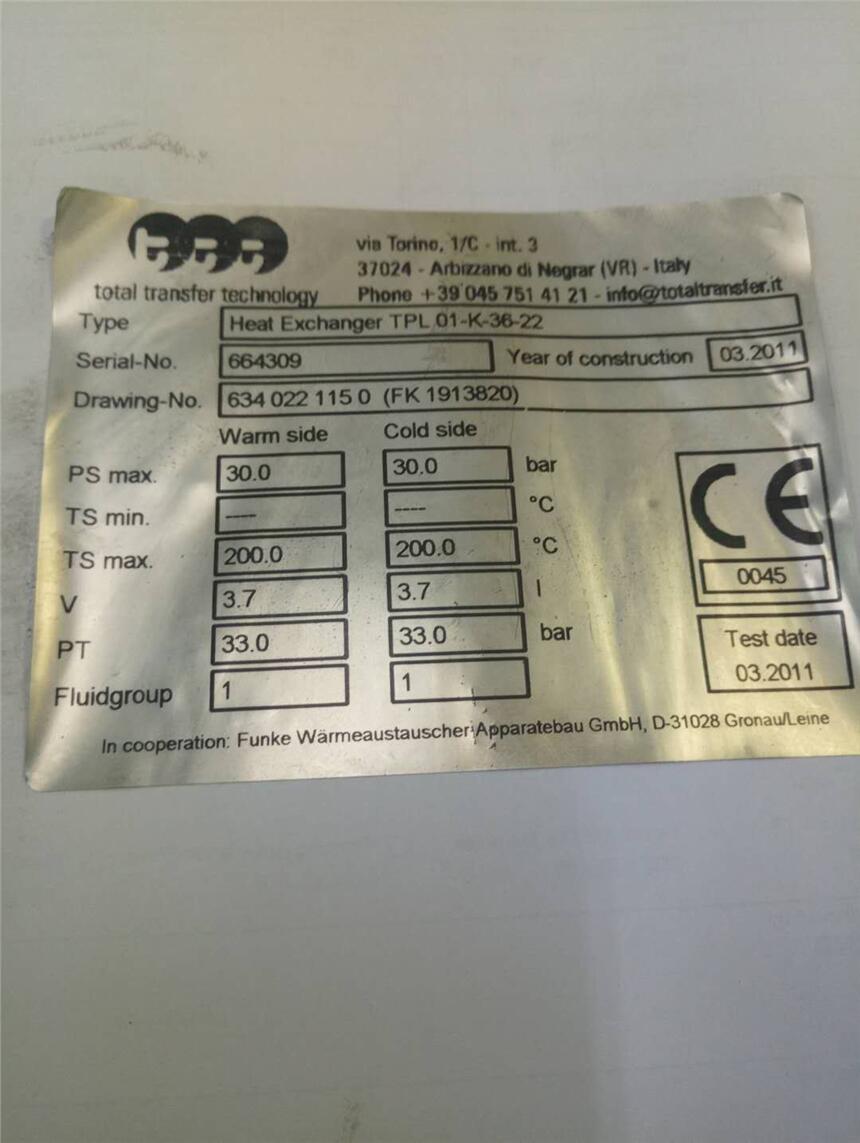 ttt
via Torino, 1/C - int. 3
37024 - Arbizzano di Negrar (VR) - Italy
total transfer technology Phone +39 045 751 41 21 - info@totaltransfer.it
Type Heat Exchanger TPL 01-K-36-22
Serial-No. 664309 Year of construction 03.2011
Drawing-No. 634 022 115 0 (FK 1913820)
Warm side Cold side
PS max. 30.0 30.0 bar
TS min. ---- ---- °C
TS max. 200.0 200.0 °C
V 3.7 3.7 l
PT 33.0 33.0 bar
Fluidgroup 1 1
CE
0045
Test date
03.2011
In cooperation: Funke Wärmeaustauscher Apparatebau GmbH, D-31028 Gronau/Leine